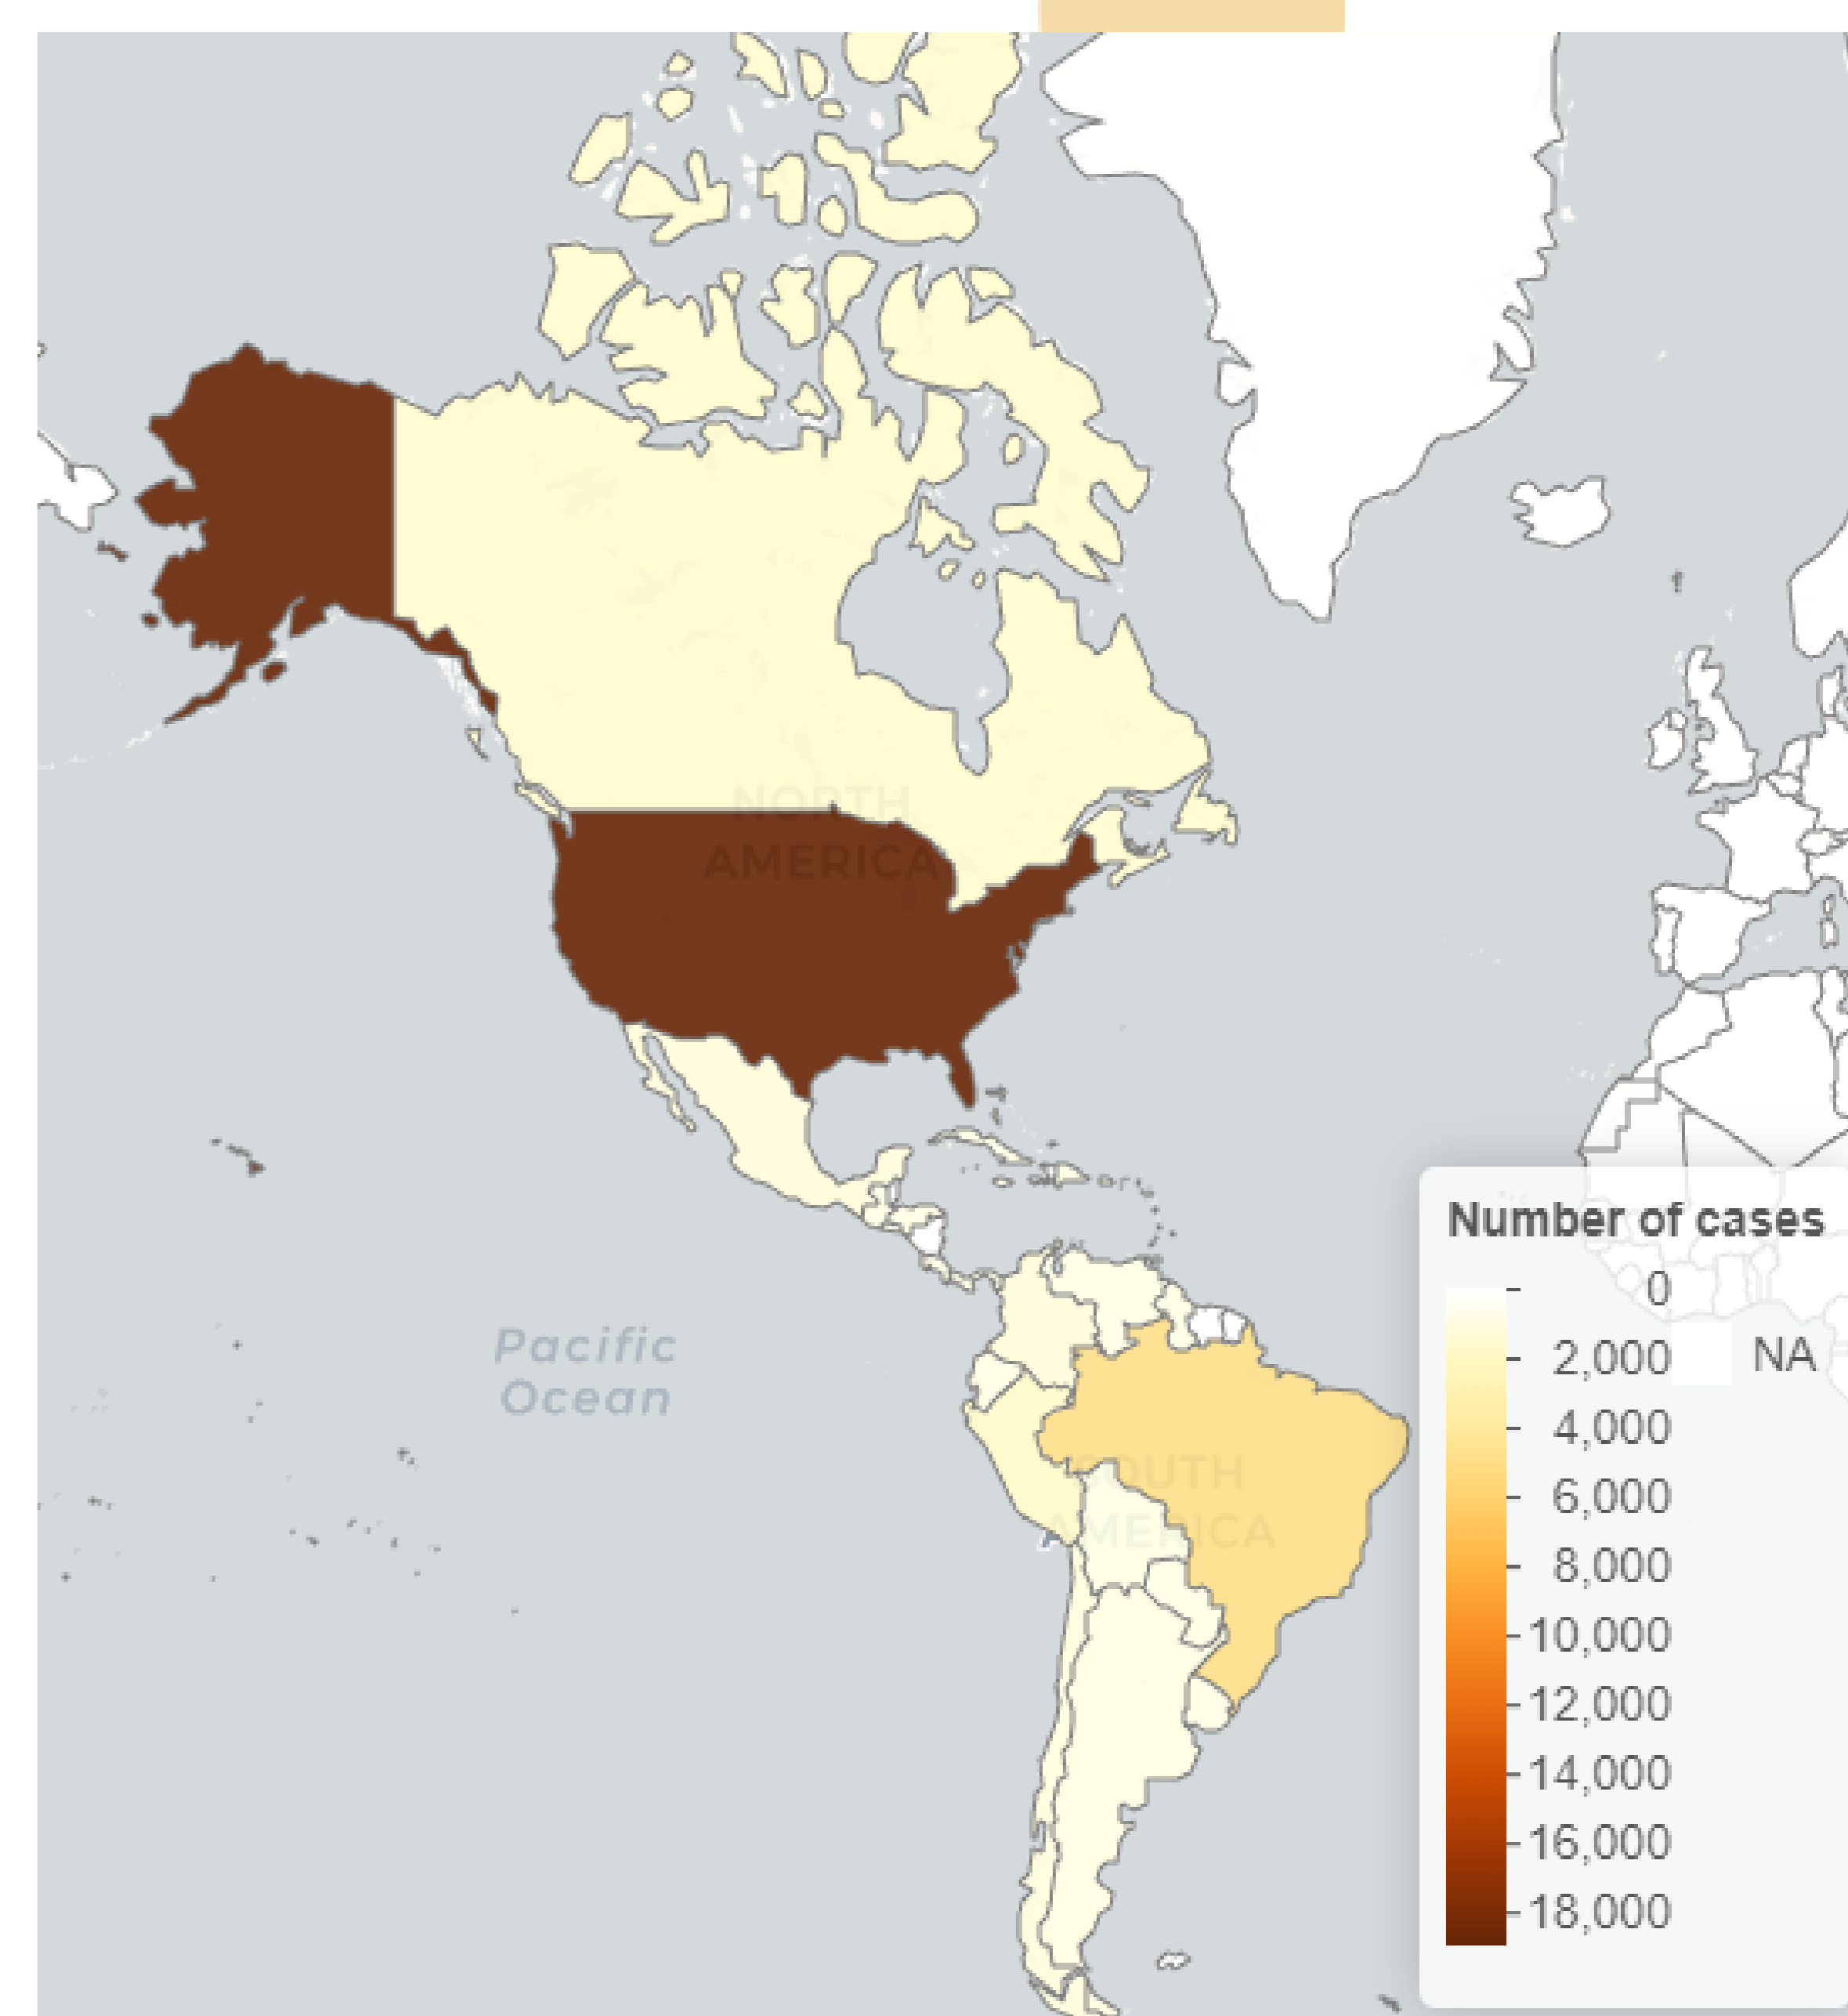 NORTH
AMERICA
Pacific
Ocean
SOUTH
AMERICA
Number of cases
0
2,000
NA
4,000
6,000
8,000
10,000
12,000
14,000
16,000
18,000